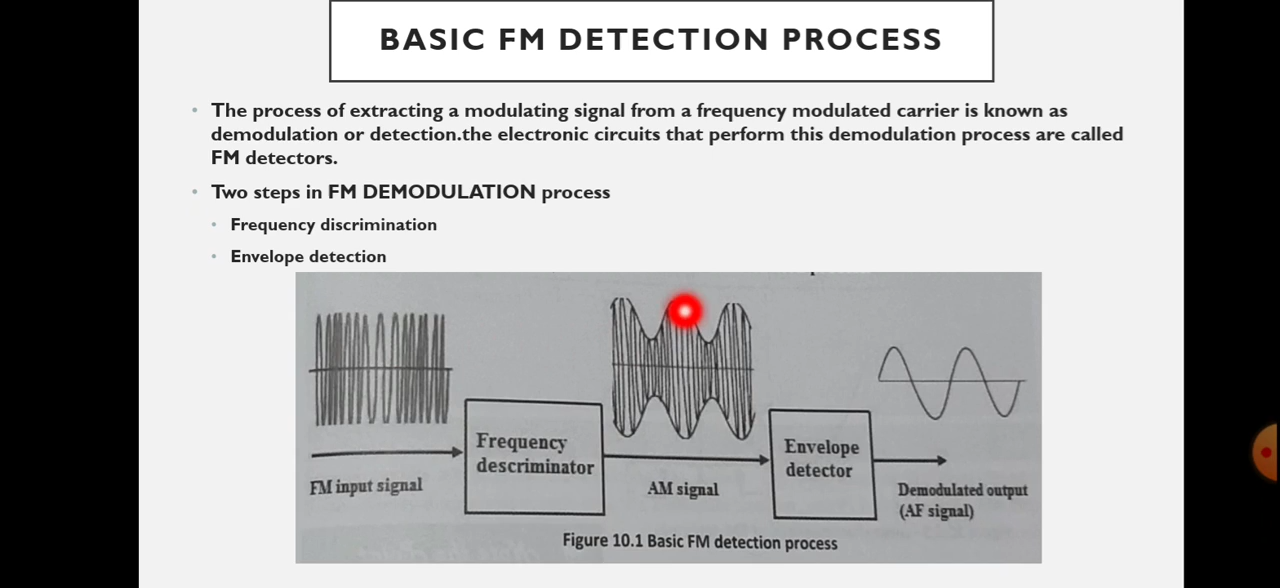 BASIC FM DETECTION PROCESS
The process of extracting a modulating signal from a frequency modulated carrier is known as
demodulation or detection.the electronic circuits that perform this demodulation process are called
FM detectors.
Two steps in FM DEMODULATION process
Frequency discrimination
Envelope detection
Frequency
descriminator
Envelope
detector
FM input signal
AM signal
Demodulated output
(AF signal)
Figure 10.1 Basic FM detection process